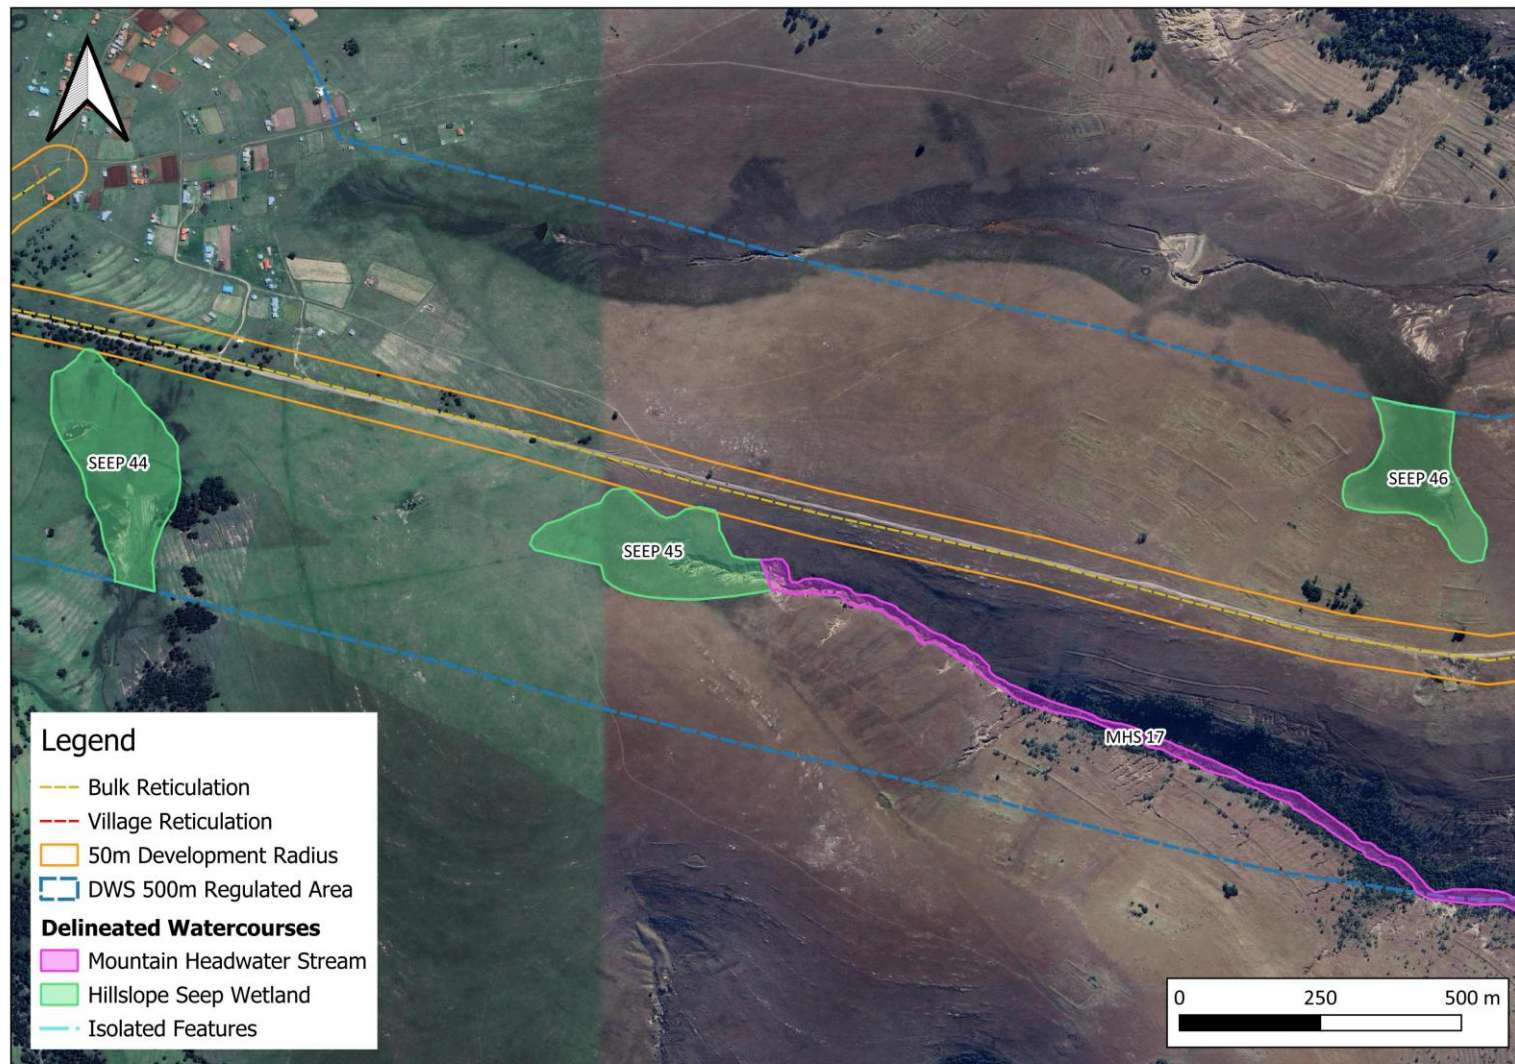 SEEP 44
SEEP 45
SEEP 46
MHS 17
Legend
Bulk Reticulation
Village Reticulation
50m Development Radius
DWS 500m Regulated Area
Delineated Watercourses
Mountain Headwater Stream
Hillslope Seep Wetland
Isolated Features
0 250 500 m